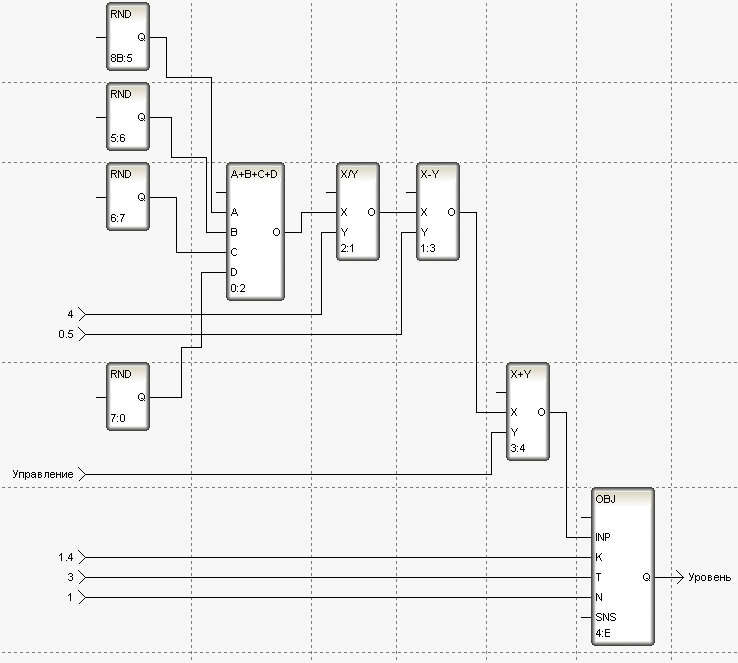 RND
Q
8B:5
RND
Q
5:6
RND
Q
6:7
A+B+C+D
A
B O
C
D
0:2
X/Y
X O
Y
2:1
X-Y
X O
Y
1:3
4
0.5
RND
Q
7:0
X+Y
X O
Y
3:4
Управление
OBJ
INP
K
T Q
N
SNS
4:E
1.4
3
1
Уровень